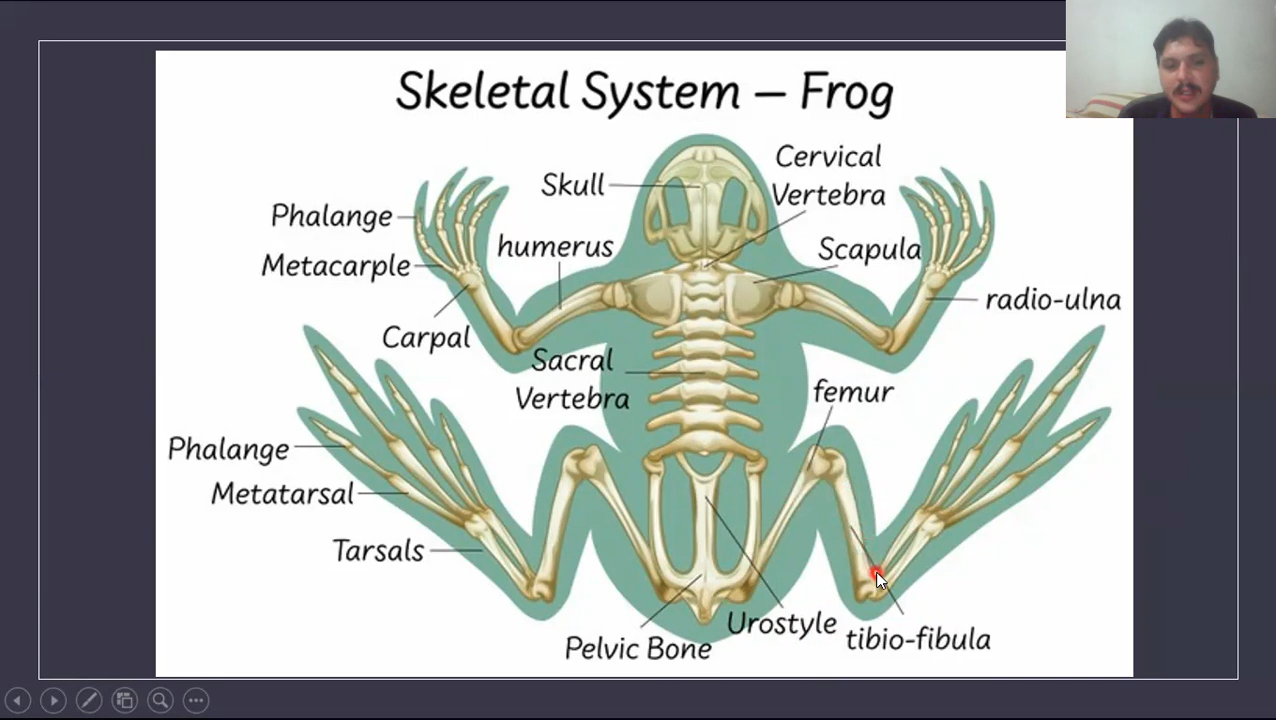 Skeletal System – Frog
Cervical
Vertebra
Skull
Phalange
humerus
Scapula
Metacarple
radio-ulna
Carpal
Sacral
Vertebra
femur
Phalange
Metatarsal
Tarsals
Urostyle
tibio-fibula
Pelvic Bone